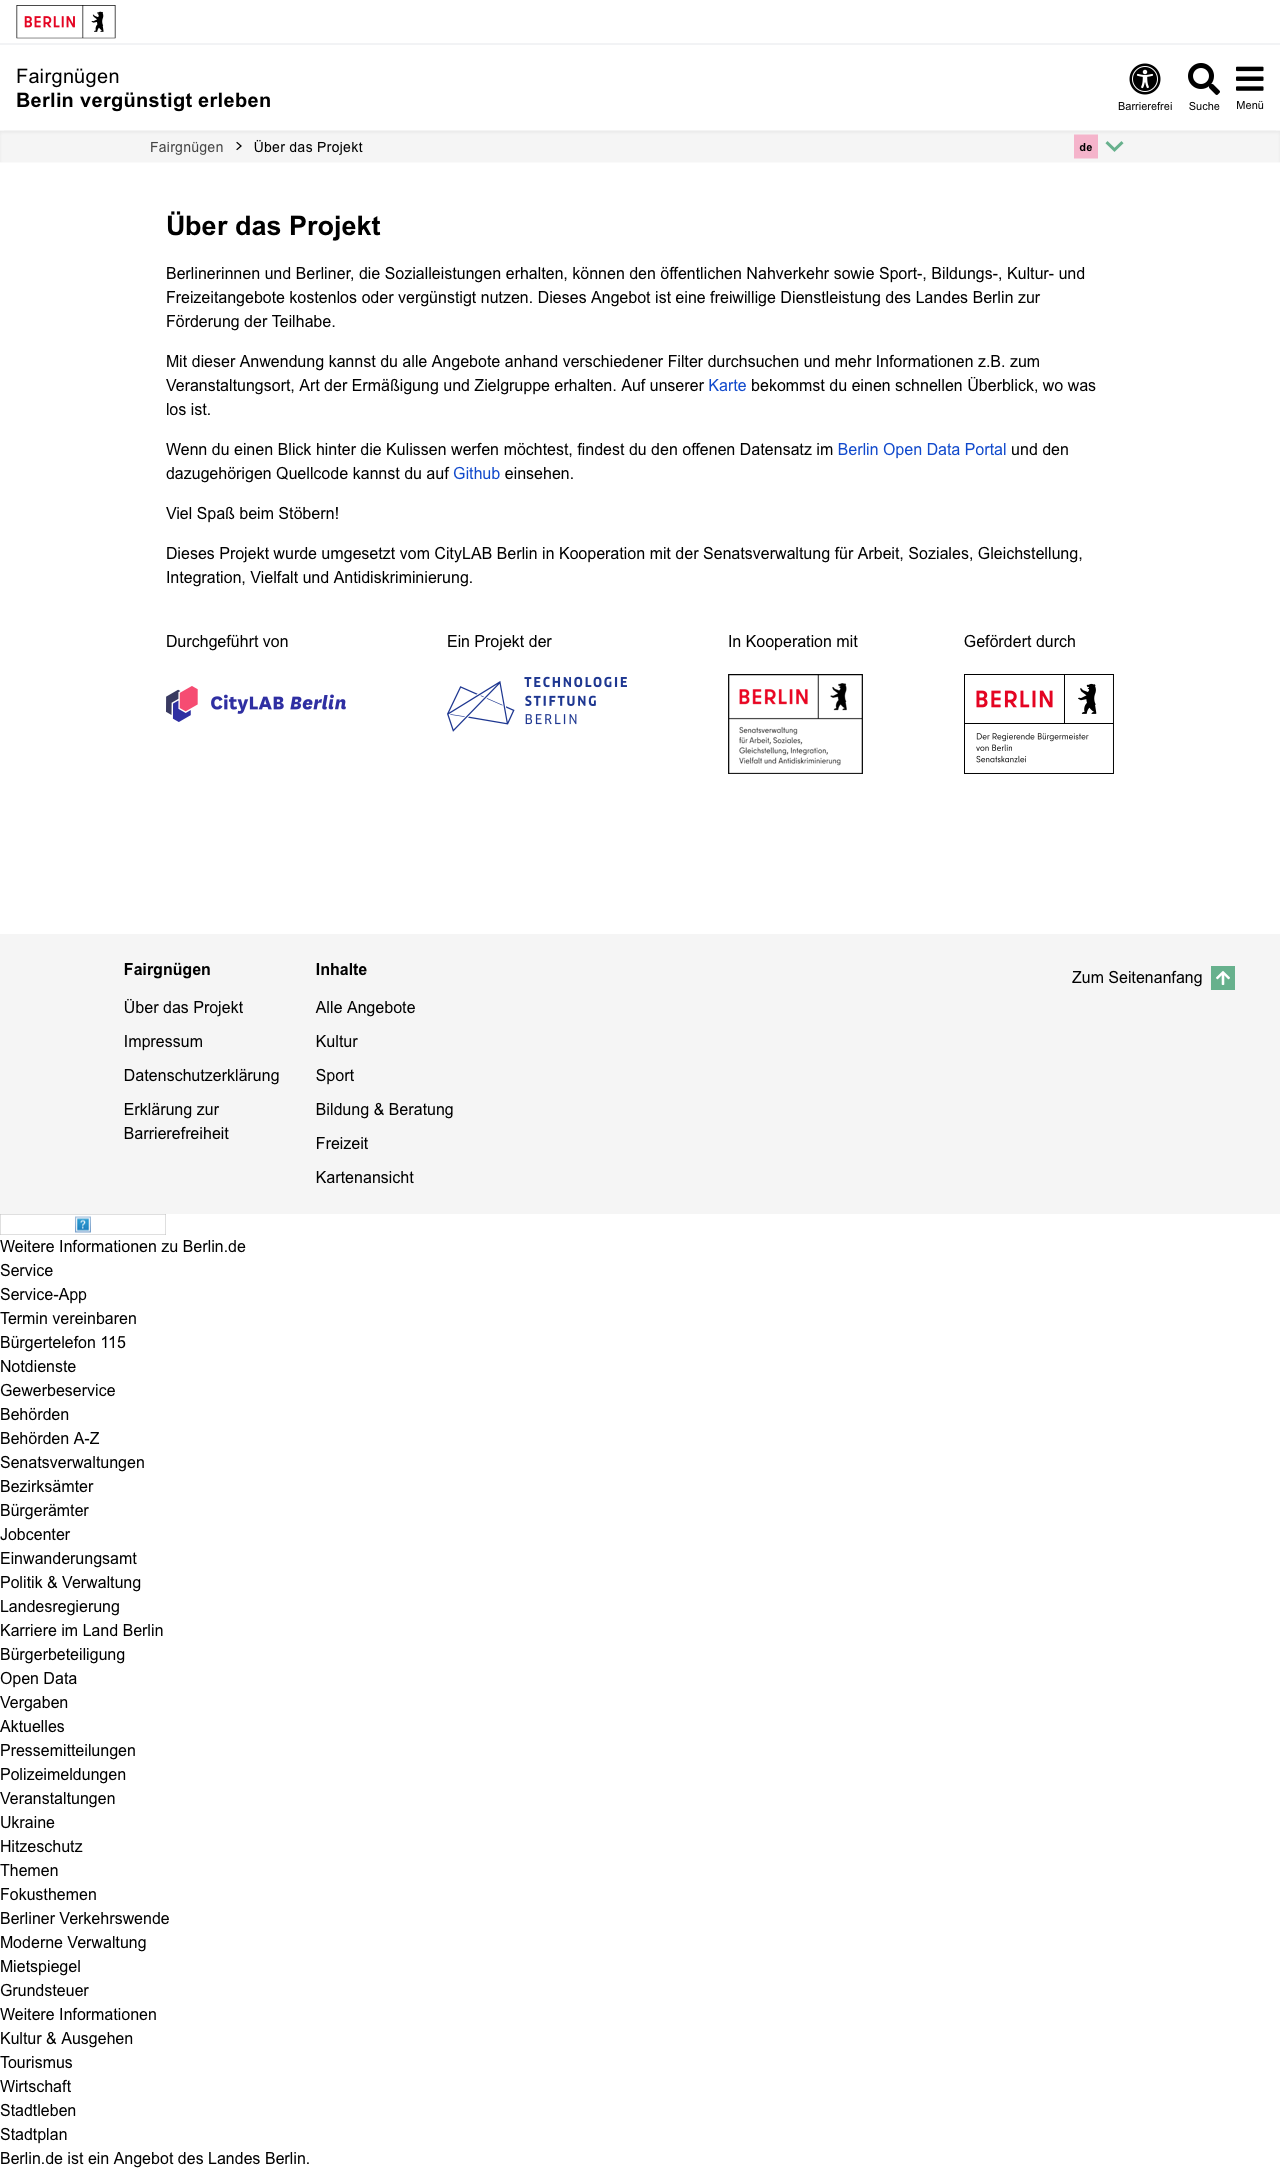 BERLIN
Fairgnügen
Berlin vergünstigt erleben
Barrierefrei
Suche
Menü
Fairgnügen > Über das Projekt
de
Über das Projekt
Berlinerinnen und Berliner, die Sozialleistungen erhalten, können den öffentlichen Nahverkehr sowie Sport-, Bildungs-, Kultur- und
Freizeitangebote kostenlos oder vergünstigt nutzen. Dieses Angebot ist eine freiwillige Dienstleistung des Landes Berlin zur
Förderung der Teilhabe.
Mit dieser Anwendung kannst du alle Angebote anhand verschiedener Filter durchsuchen und mehr Informationen z.B. zum
Veranstaltungsort, Art der Ermäßigung und Zielgruppe erhalten. Auf unserer Karte bekommst du einen schnellen Überblick, wo was
los ist.
Wenn du einen Blick hinter die Kulissen werfen möchtest, findest du den offenen Datensatz im Berlin Open Data Portal und den
dazugehörigen Quellcode kannst du auf Github einsehen.
Viel Spaß beim Stöbern!
Dieses Projekt wurde umgesetzt vom CityLAB Berlin in Kooperation mit der Senatsverwaltung für Arbeit, Soziales, Gleichstellung,
Integration, Vielfalt und Antidiskriminierung.
Durchgeführt von
CityLAB Berlin
Ein Projekt der
TECHNOLOGIE
STIFTUNG
BERLIN
In Kooperation mit
BERLIN
Senatsverwaltung
für Arbeit, Soziales,
Gleichstellung, Integration,
Vielfalt und Antidiskriminierung
Gefördert durch
BERLIN
Der Regierende Bürgermeister
von Berlin
Senatskanzlei
Fairgnügen
Über das Projekt
Impressum
Datenschutzerklärung
Erklärung zur
Barrierefreiheit
Inhalte
Alle Angebote
Kultur
Sport
Bildung & Beratung
Freizeit
Kartenansicht
Zum Seitenanfang
?
Weitere Informationen zu Berlin.de
Service
Service-App
Termin vereinbaren
Bürgertelefon 115
Notdienste
Gewerbeservice
Behörden
Behörden A-Z
Senatsverwaltungen
Bezirksämter
Bürgerämter
Jobcenter
Einwanderungsamt
Politik & Verwaltung
Landesregierung
Karriere im Land Berlin
Bürgerbeteiligung
Open Data
Vergaben
Aktuelles
Pressemitteilungen
Polizeimeldungen
Veranstaltungen
Ukraine
Hitzeschutz
Themen
Fokusthemen
Berliner Verkehrswende
Moderne Verwaltung
Mietspiegel
Grundsteuer
Weitere Informationen
Kultur & Ausgehen
Tourismus
Wirtschaft
Stadtleben
Stadtplan
Berlin.de ist ein Angebot des Landes Berlin.